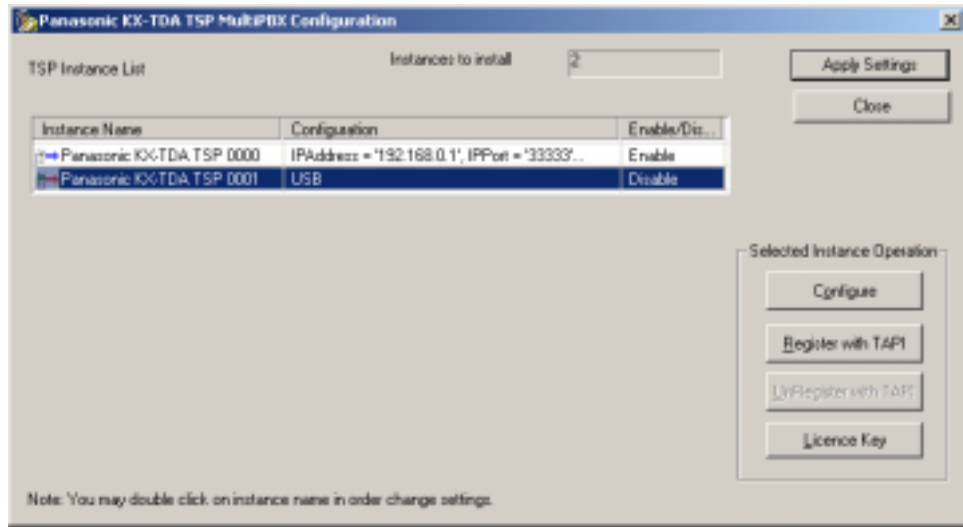 Panasonic KX-TDA TSP MultiPBX Configuration
TSP Instance List
Instances to install
2
Apply Settings
Close
Instance Name Configuration Enable/Dis...
Panasonic KX-TDA TSP 0000 IPAddress = '192.168.0.1', IPPort = '33333'... Enable
Panasonic KX-TDA TSP 0001 USB Disable
Selected Instance Operation
Configure
Register with TAPI
UnRegister with TAPI
Licence Key
Note: You may double click on instance name in order change settings.